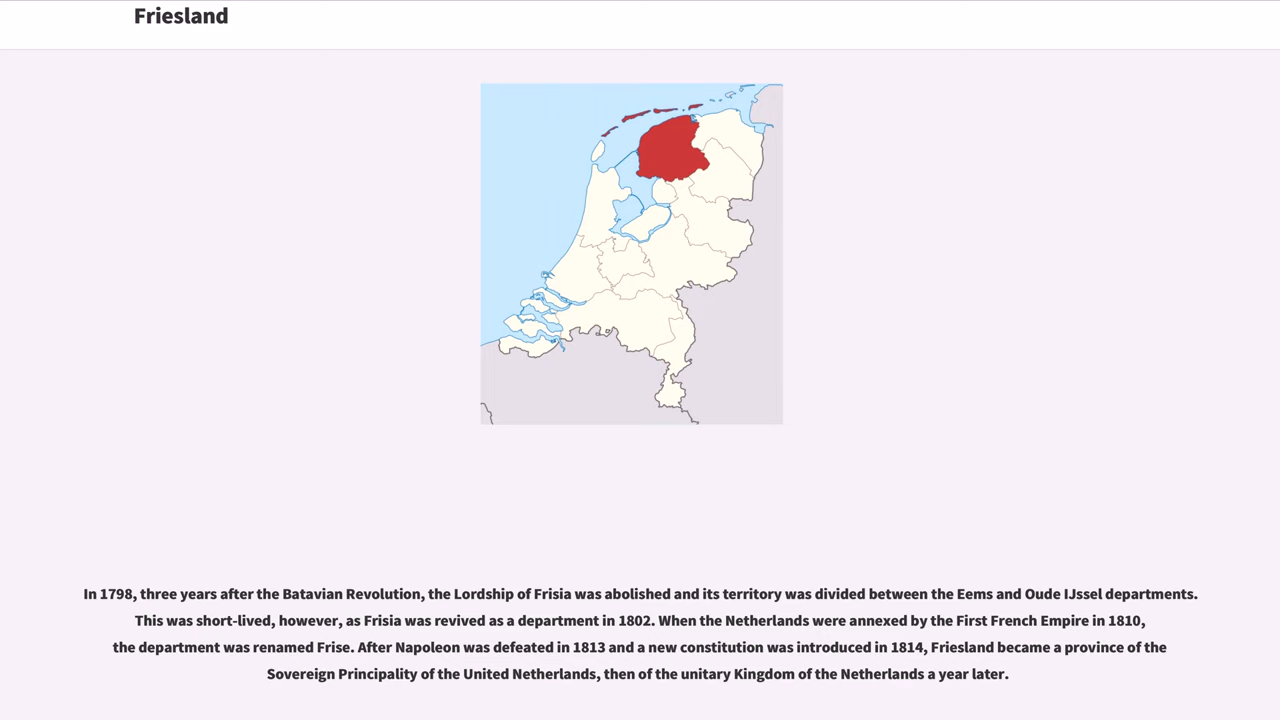 Friesland
In 1798, three years after the Batavian Revolution, the Lordship of Frisia was abolished and its territory was divided between the Eems and Oude IJssel departments.
This was short-lived, however, as Frisia was revived as a department in 1802. When the Netherlands were annexed by the First French Empire in 1810,
the department was renamed Frise. After Napoleon was defeated in 1813 and a new constitution was introduced in 1814, Friesland became a province of the
Sovereign Principality of the United Netherlands, then of the unitary Kingdom of the Netherlands a year later.